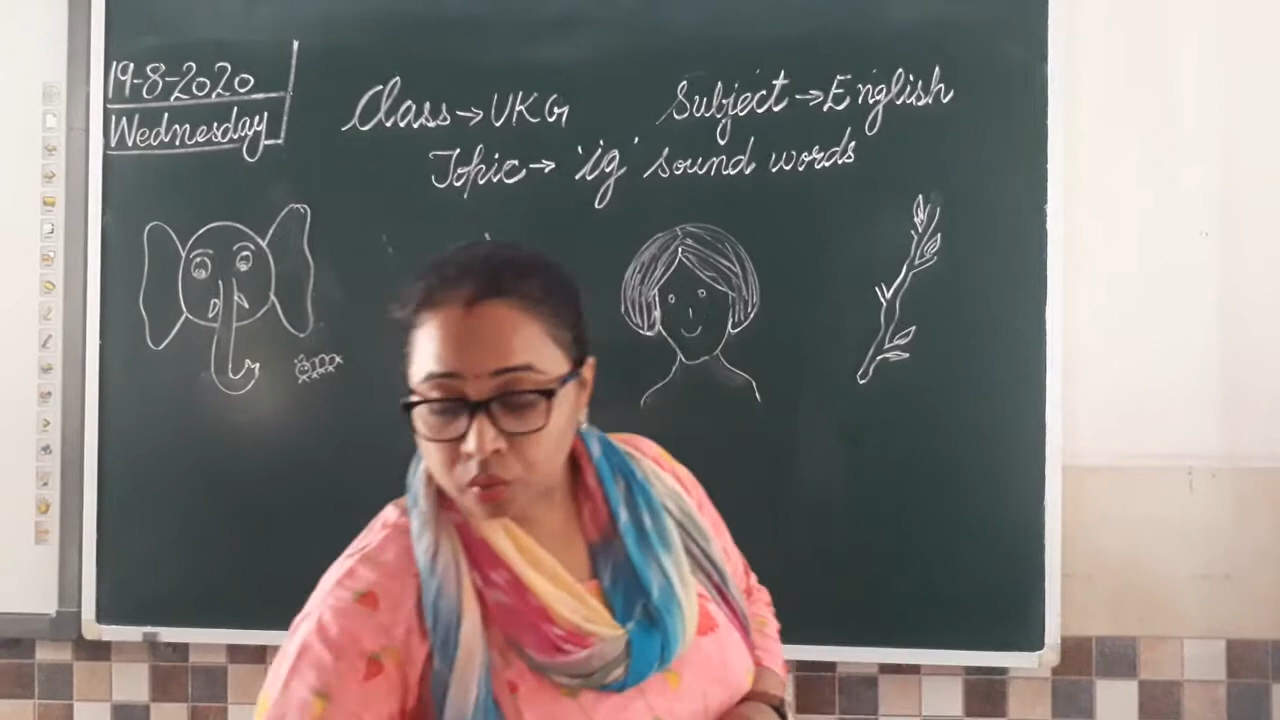 19-8-2020
Wednesday
Class→UKG Subject→English
Topic→ 'ig' sound words